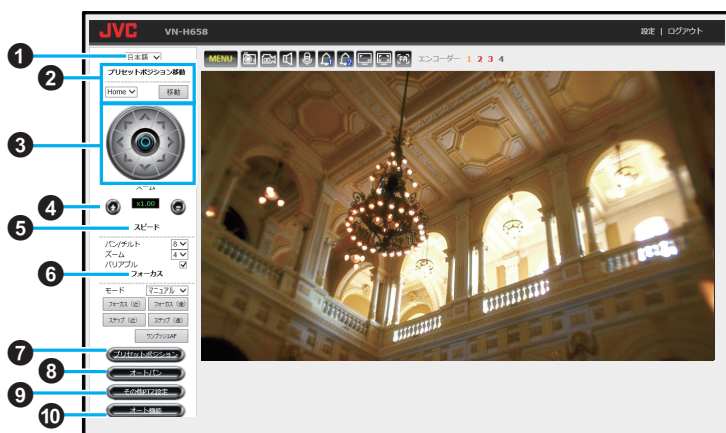 JVC VN-H658 設定 | ログアウト
1 日本語 MENU 1 2 FA エンコーダー 1 2 3 4
2 プリセットポジション移動
Home 移動
3
ズーム
4 x1.00
5 スピード
パン/チルト 8
ズーム 4
バリアブル
6 フォーカス
モード マニュアル
フォーカス (近) フォーカス (遠)
ステップ (近) ステップ (遠)
ワンプッシュAF
7 プリセットポジション
8 オートパン
9 その他PTZ設定
10 オート機能